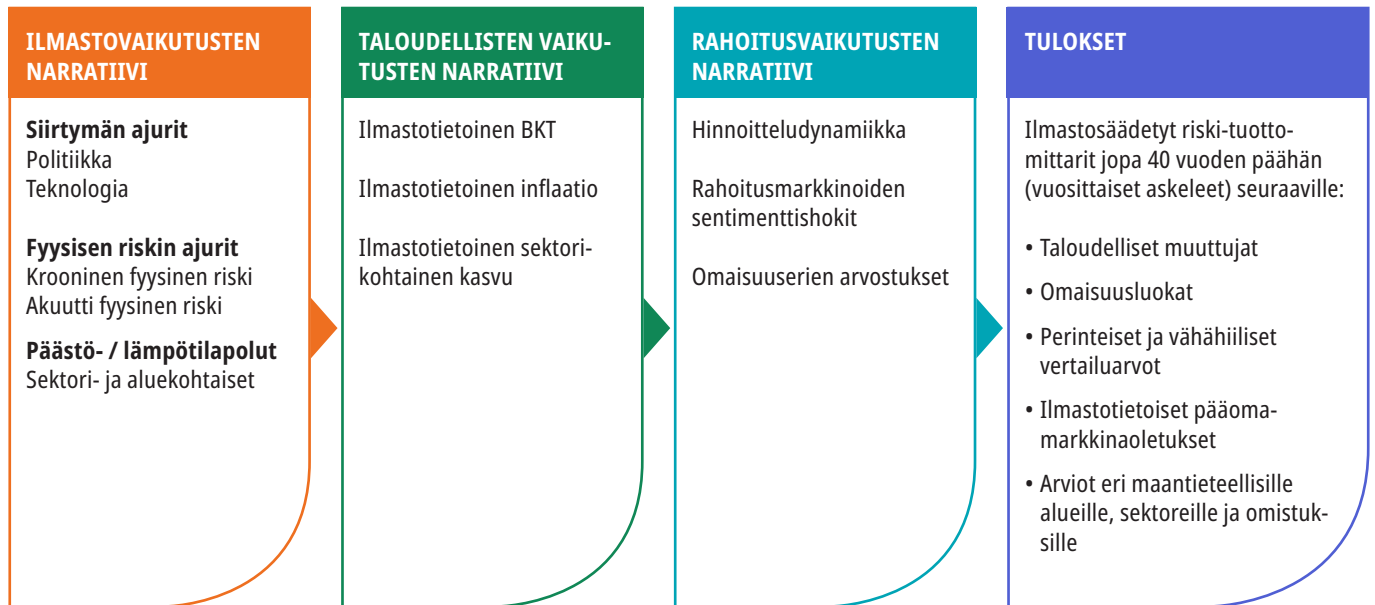 ILMASTOVAIKUTUSTEN
NARRATIIVI
Siirtymän ajurit
Politiikka
Teknologia
Fyysisen riskin ajurit
Krooninen fyysinen riski
Akuutti fyysinen riski
Päästö- / lämpötilapolut
Sektori- ja aluekohtaiset
TALOUDELLISTEN VAIKU-
TUSTEN NARRATIIVI
Ilmastotietoinen BKT
Ilmastotietoinen inflaatio
Ilmastotietoinen sektori-
kohtainen kasvu
RAHOITUSVAIKUTUSTEN
NARRATIIVI
Hinnoitteludynamiikka
Rahoitusmarkkinoiden
sentimenttishokit
Omaisuuserien arvostukset
TULOKSET
Ilmastosäädetyt riski-tuotto-
mittarit jopa 40 vuoden päähän
(vuosittaiset askeleet) seuraaville:
• Taloudelliset muuttujat
• Omaisuusluokat
• Perinteiset ja vähähiiliset
vertailuarvot
• Ilmastotietoiset pääoma-
markkinaoletukset
• Arviot eri maantieteellisille
alueille, sektoreille ja omistuk-
sille